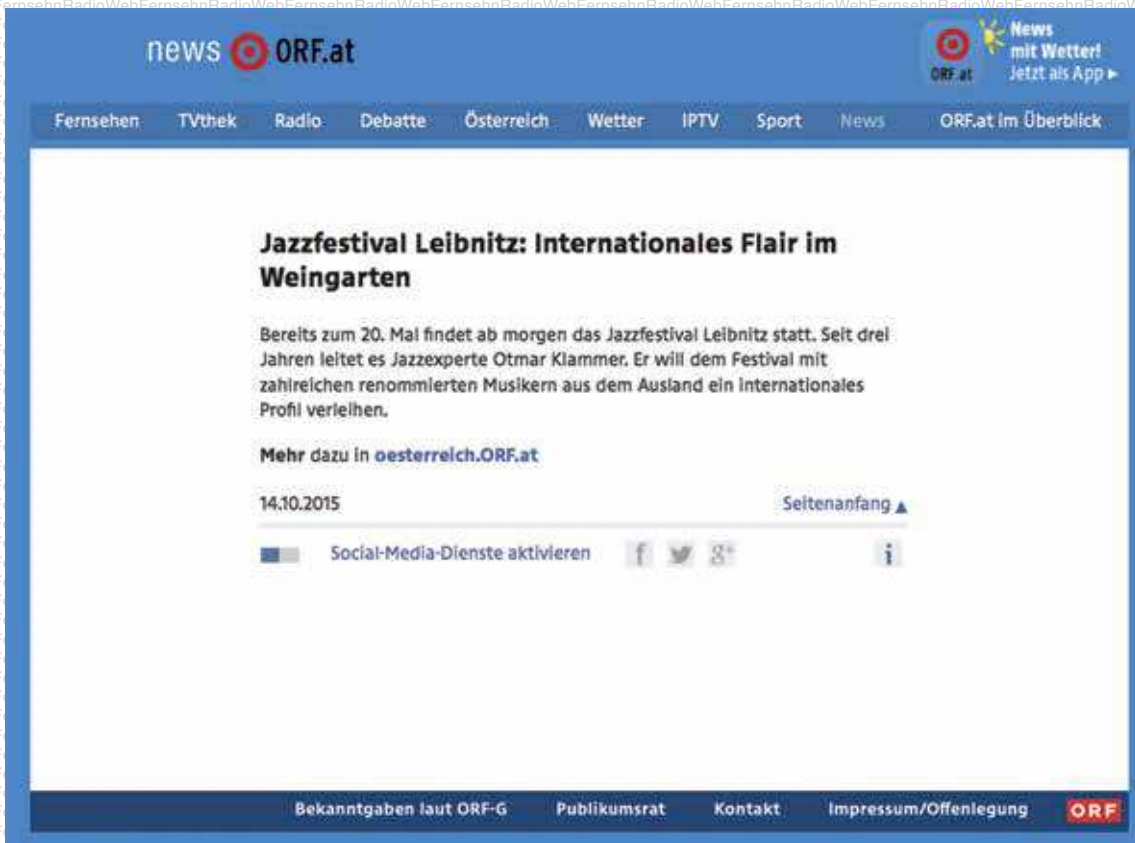 ernsehnRadioWebFernsehnRadioWebFernsehnRadioWebFernsehnRadioWebFernsehnRadioWebFernsehnRadioWebFernsehnRadioWebFernsehnRadioW
news ORF.at
ORF.at
News
mit Wetter!
Jetzt als App ►
Fernsehen TVthek Radio Debatte Österreich Wetter IPTV Sport News ORF.at im Überblick
Jazzfestival Leibnitz: Internationales Flair im
Weingarten
Bereits zum 20. Mal findet ab morgen das Jazzfestival Leibnitz statt. Seit drei
Jahren leitet es Jazzexperte Otmar Klammer. Er will dem Festival mit
zahlreichen renommierten Musikern aus dem Ausland ein internationales
Profil verleihen.
Mehr dazu in oesterreich.ORF.at
14.10.2015 Seitenanfang ▲
Social-Media-Dienste aktivieren f g+ i
Bekanntgaben laut ORF-G Publikumsrat Kontakt Impressum/Offenlegung ORF